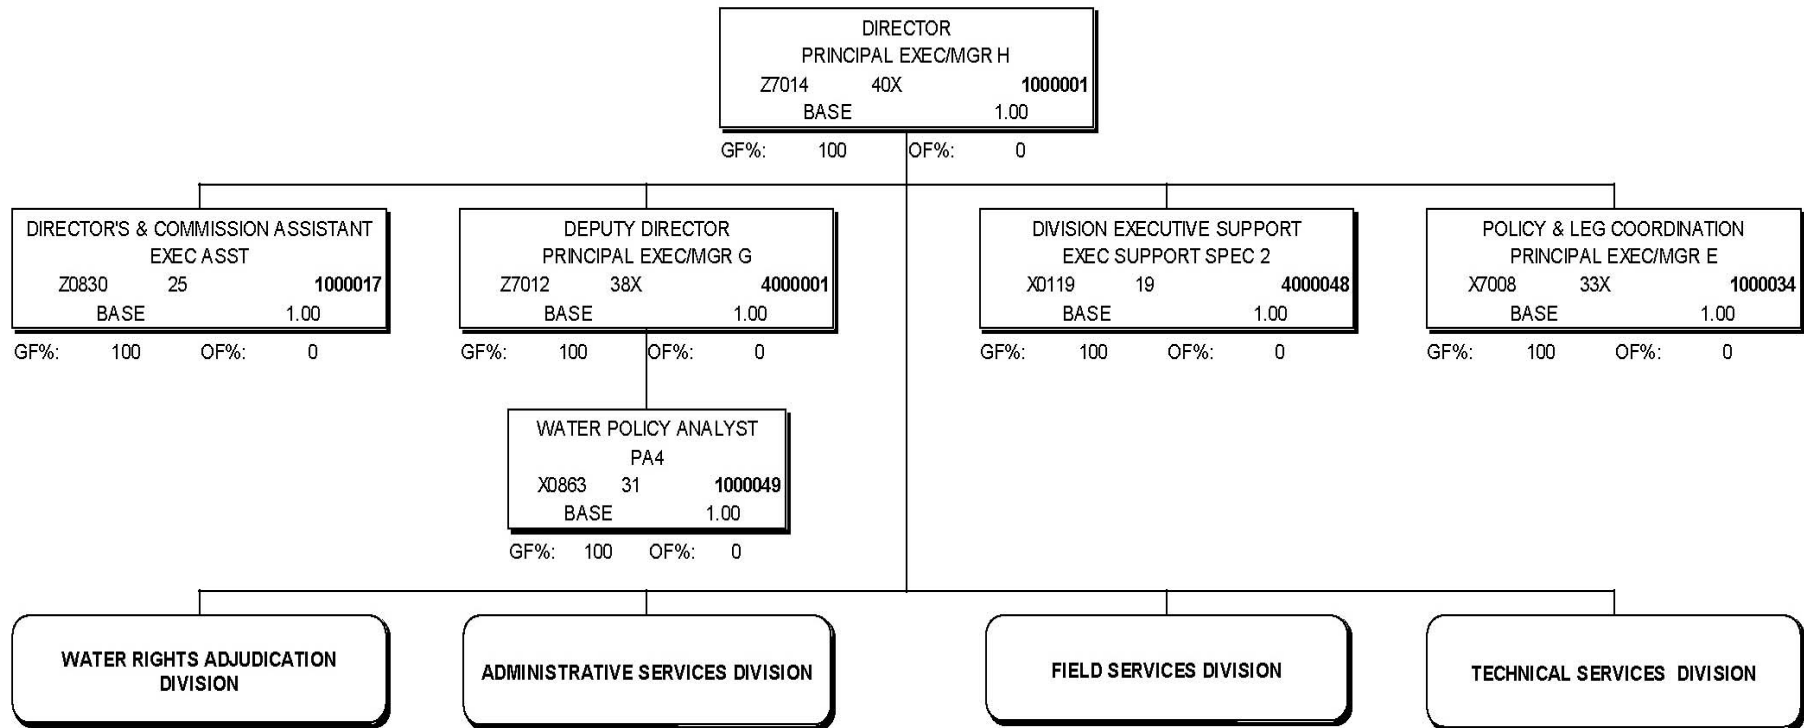 DIRECTOR
PRINCIPAL EXEC/MGR H
Z7014 40X 1000001
BASE 1.00
GF%: 100 OF%: 0
DIRECTOR'S & COMMISSION ASSISTANT
EXEC ASST
Z0830 25 1000017
BASE 1.00
GF%: 100 OF%: 0
DEPUTY DIRECTOR
PRINCIPAL EXEC/MGR G
Z7012 38X 4000001
BASE 1.00
GF%: 100 OF%: 0
DIVISION EXECUTIVE SUPPORT
EXEC SUPPORT SPEC 2
X0119 19 4000048
BASE 1.00
GF%: 100 OF%: 0
POLICY & LEG COORDINATION
PRINCIPAL EXEC/MGR E
X7008 33X 1000034
BASE 1.00
GF%: 100 OF%: 0
WATER POLICY ANALYST
PA4
X0863 31 1000049
BASE 1.00
GF%: 100 OF%: 0
WATER RIGHTS ADJUDICATION
DIVISION
ADMINISTRATIVE SERVICES DIVISION
FIELD SERVICES DIVISION
TECHNICAL SERVICES DIVISION